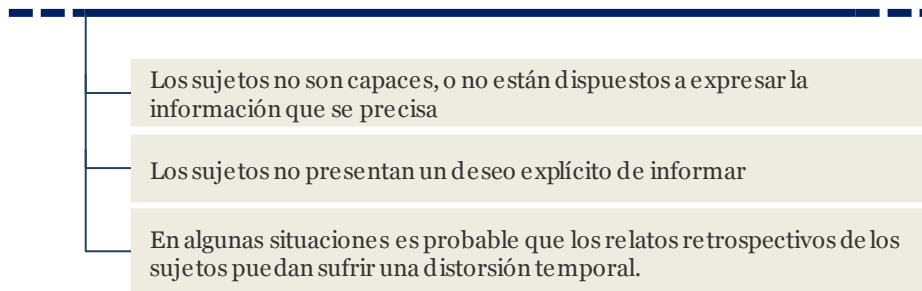 Los sujetos no son capaces, o no están dispuestos a expresar la
información que se precisa
Los sujetos no presentan un deseo explícito de informar
En algunas situaciones es probable que los relatos retrospectivos de los
sujetos puedan sufrir una distorsión temporal.